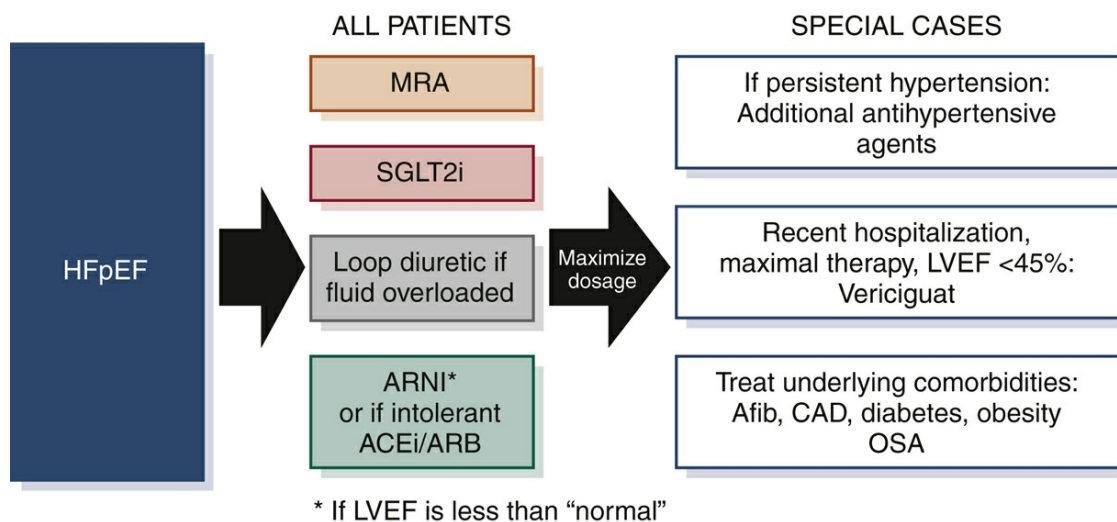 ALL PATIENTS
SPECIAL CASES
HFpEF
MRA
SGLT2i
Loop diuretic if
fluid overloaded
ARNI*
or if intolerant
ACEi/ARB
* If LVEF is less than “normal”
Maximize
dosage
If persistent hypertension:
Additional antihypertensive
agents
Recent hospitalization,
maximal therapy, LVEF <45%:
Vericiguat
Treat underlying comorbidities:
Afib, CAD, diabetes, obesity
OSA